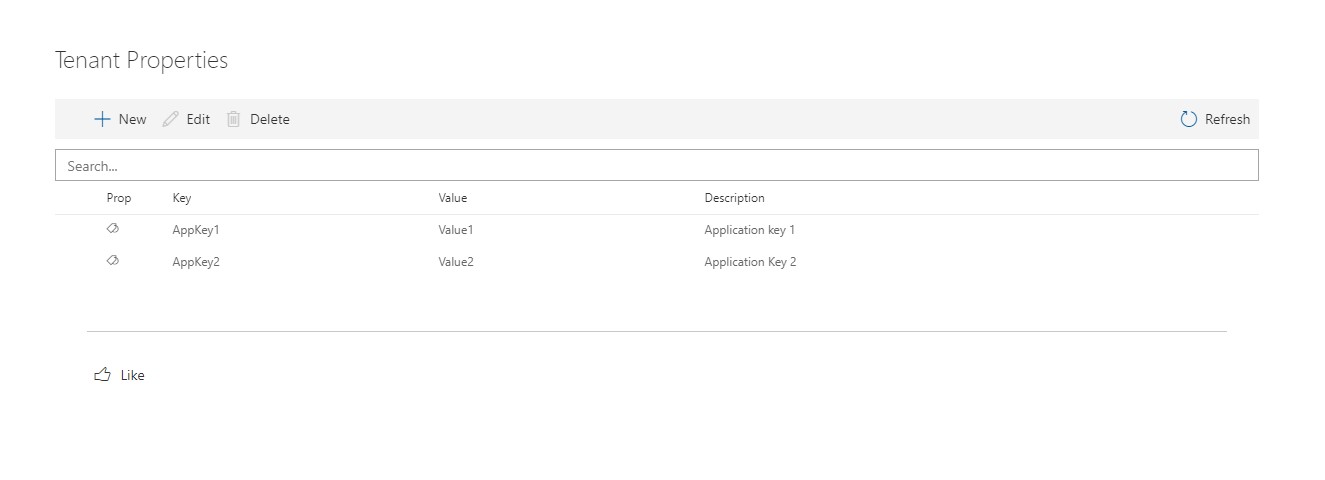 Tenant Properties
New Edit Delete Refresh
Search...
Prop Key Value Description
AppKey1 Value1 Application key 1
AppKey2 Value2 Application Key 2
Like